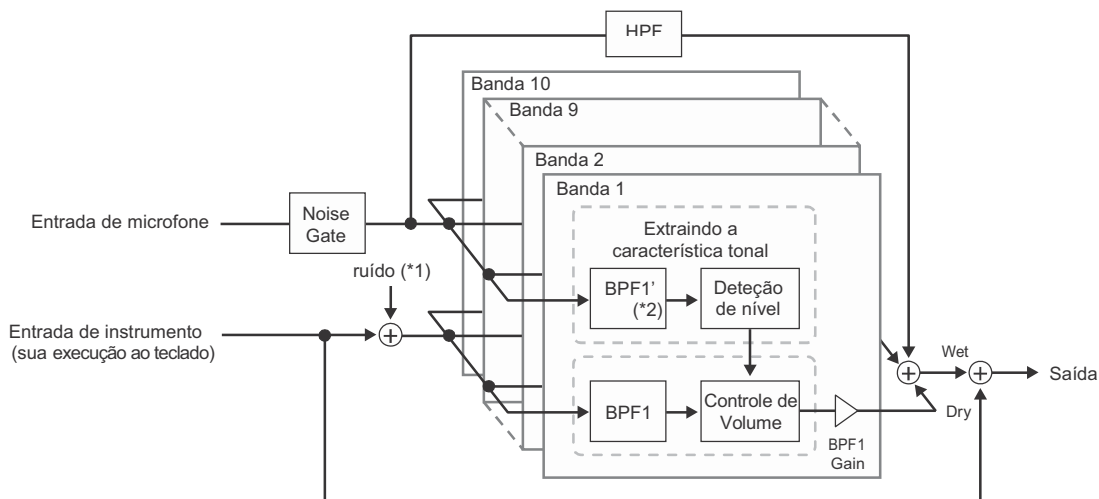 HPF
Banda 10
Banda 9
Banda 2
Banda 1
Entrada de microfone
Noise
Gate
Extraindo a
característica tonal
ruído (*1)
BPF1’
(*2)
Deteção
de nível
Entrada de instrumento
(sua execução ao teclado)
Wet
Saída
BPF1
Controle de
Volume
Dry
BPF1
Gain